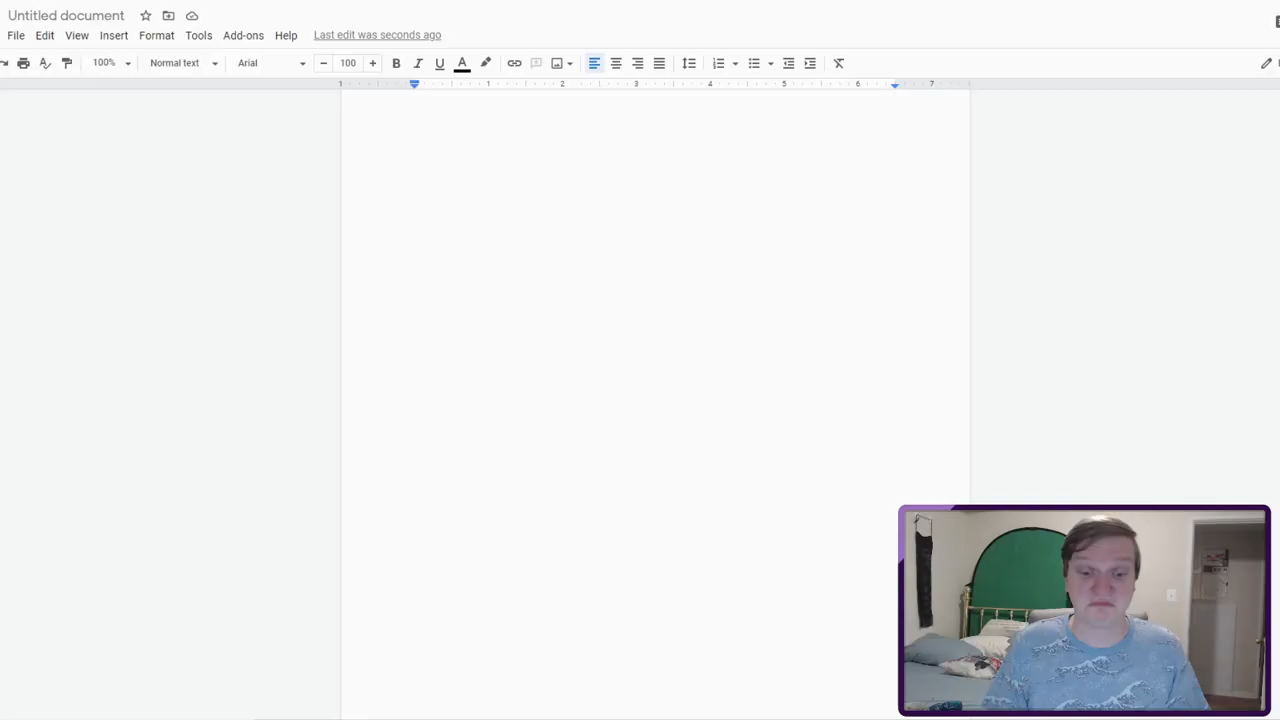 Untitled document
File Edit View Insert Format Tools Add-ons Help Last edit was seconds ago
100% Normal text Arial 100 B I U A
1 1 2 3 4 5 6 7